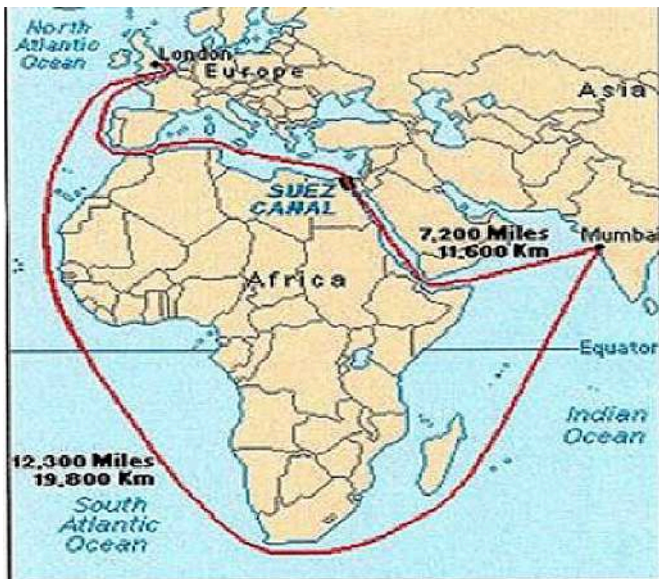 North
Atlantic
Ocean
London
Europe
Asia
SUEZ
CANAL
7,200 Miles
11,600 Km
Mumbai
Africa
Equator
Indian
Ocean
12,300 Miles
19,800 Km
South
Atlantic
Ocean